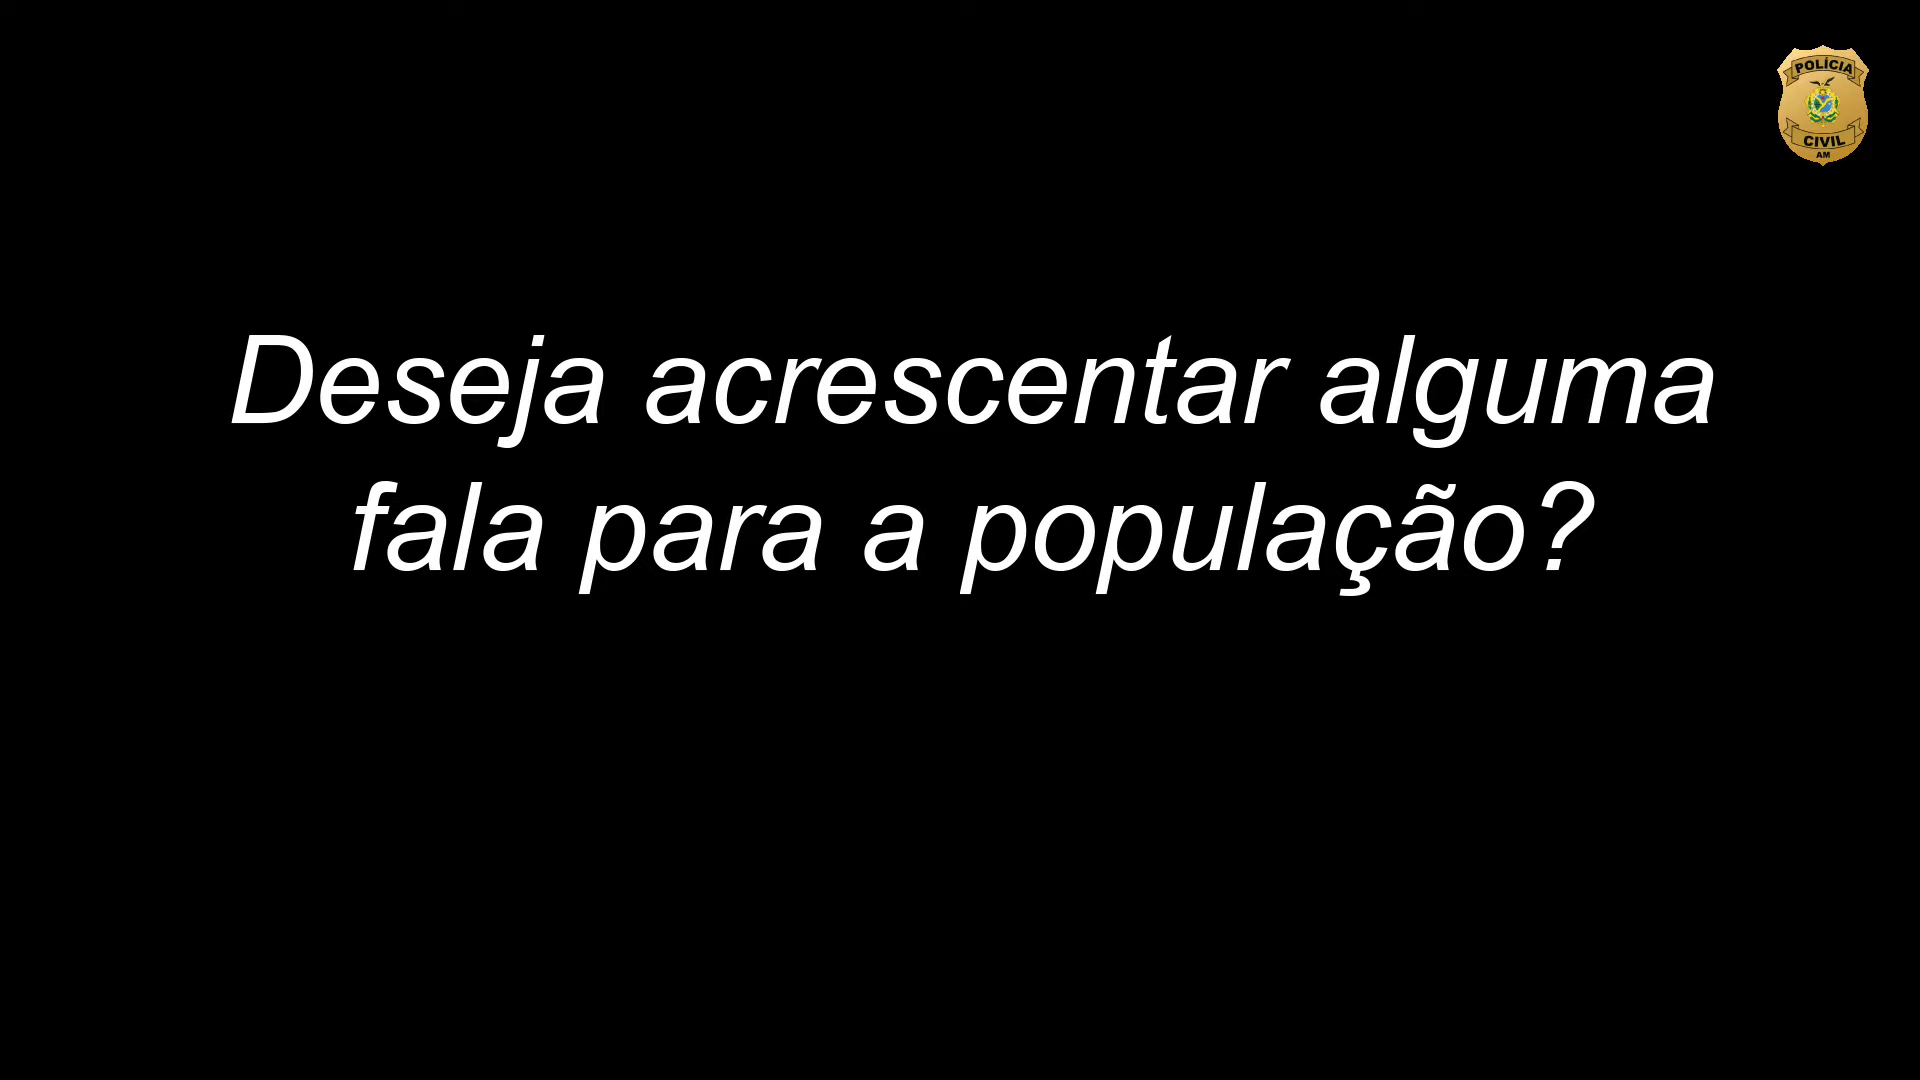 POLÍCIA
CIVIL
AM
Deseja acrescentar alguma
fala para a população?